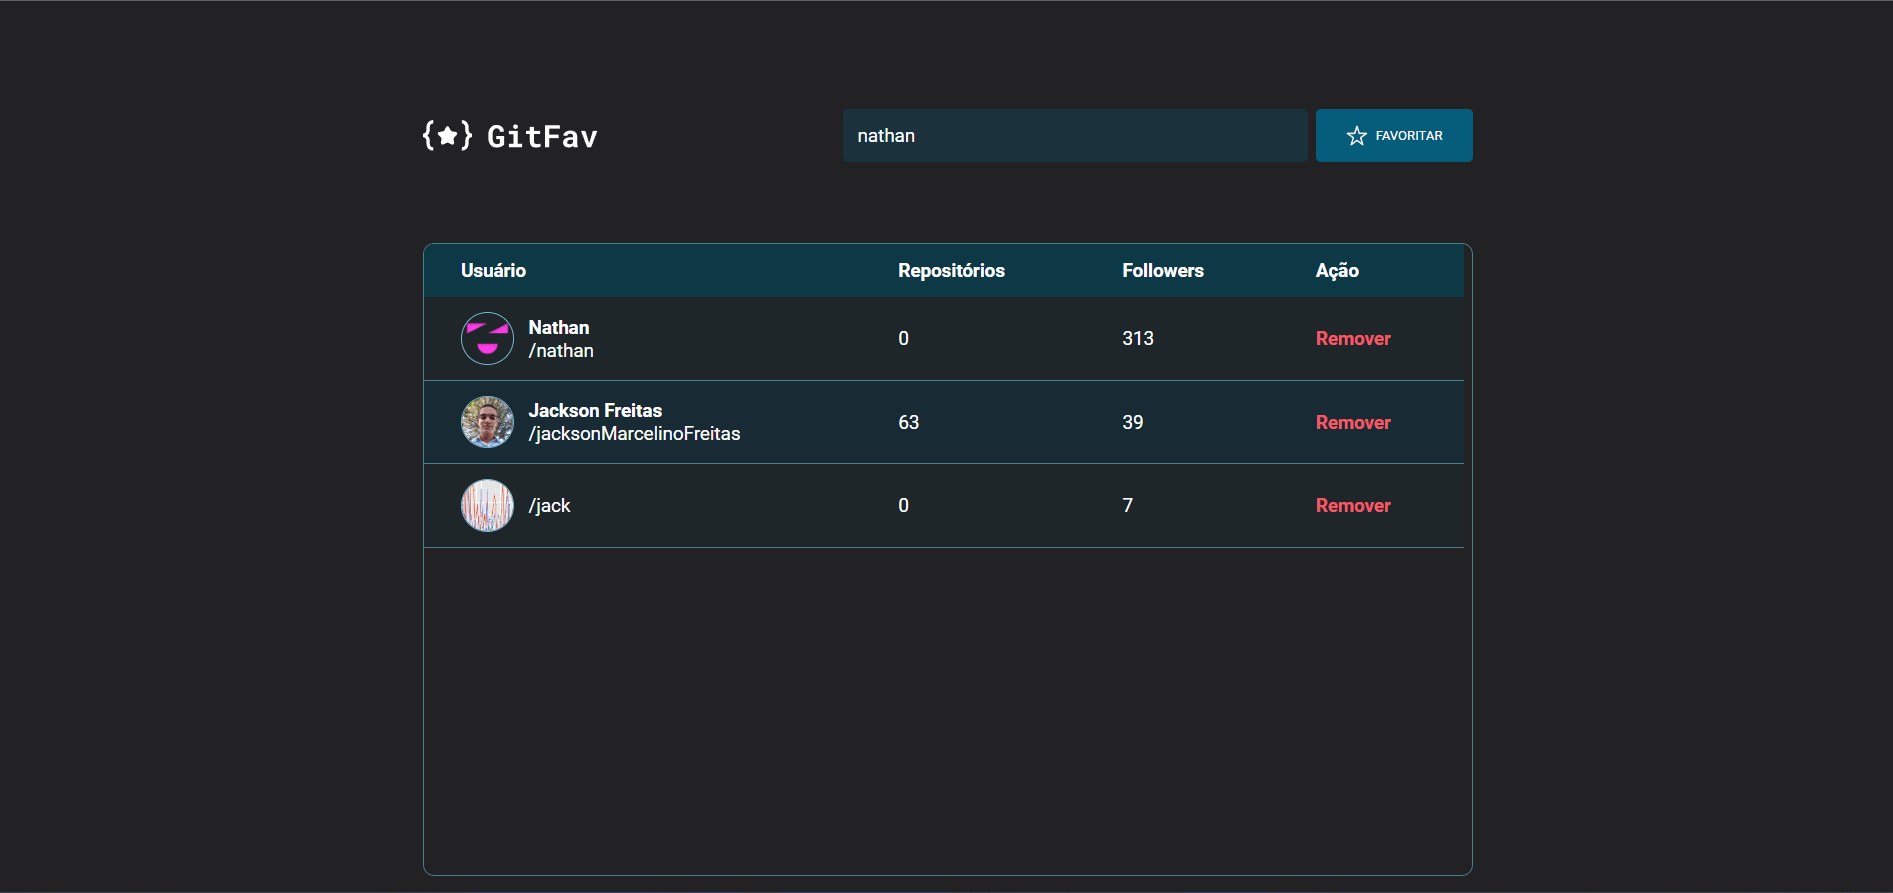 {★} GitFav
nathan
FAVORITAR
Usuário Repositórios Followers Ação
Nathan
/nathan
0 313 Remover
Jackson Freitas
/jacksonMarcelinoFreitas
63 39 Remover
/jack 0 7 Remover